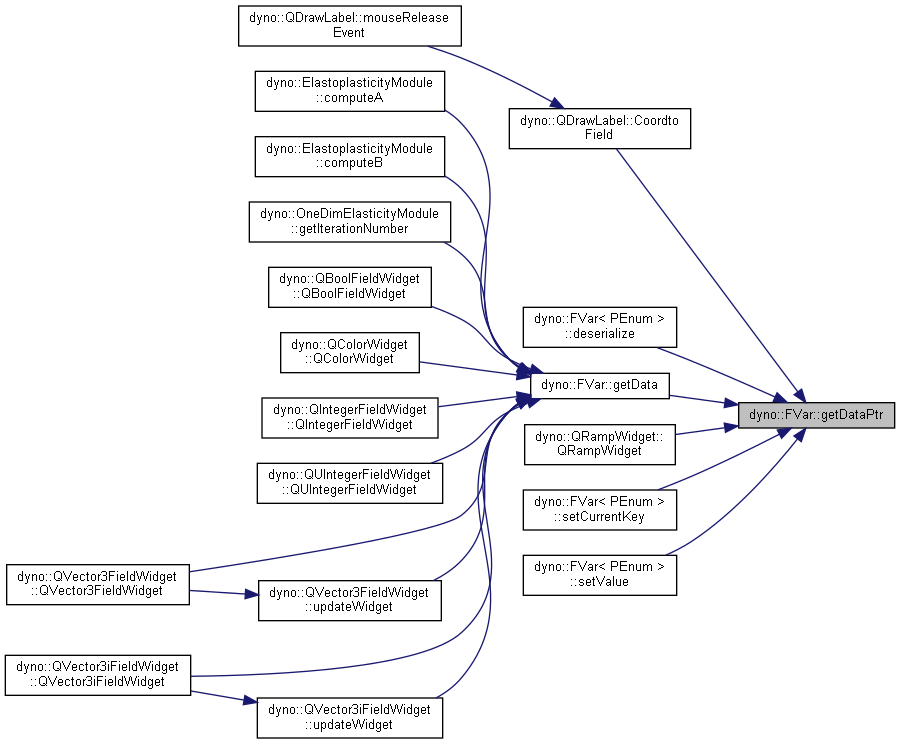 dyno::QDrawLabel::mouseRelease
Event
dyno::ElastoplasticityModule
::computeA
dyno::QDrawLabel::Coordto
Field
dyno::ElastoplasticityModule
::computeB
dyno::OneDimElasticityModule
::getIterationNumber
dyno::QBoolFieldWidget
::QBoolFieldWidget
dyno::FVar< PEnum >
::deserialize
dyno::QColorWidget
::QColorWidget
dyno::FVar::getData
dyno::FVar::getDataPtr
dyno::QIntegerFieldWidget
::QIntegerFieldWidget
dyno::QRampWidget::
QRampWidget
dyno::QUIntegerFieldWidget
::QUIntegerFieldWidget
dyno::FVar< PEnum >
::setCurrentKey
dyno::FVar< PEnum >
::setValue
dyno::QVector3FieldWidget
::QVector3FieldWidget
dyno::QVector3FieldWidget
::updateWidget
dyno::QVector3iFieldWidget
::QVector3iFieldWidget
dyno::QVector3iFieldWidget
::updateWidget